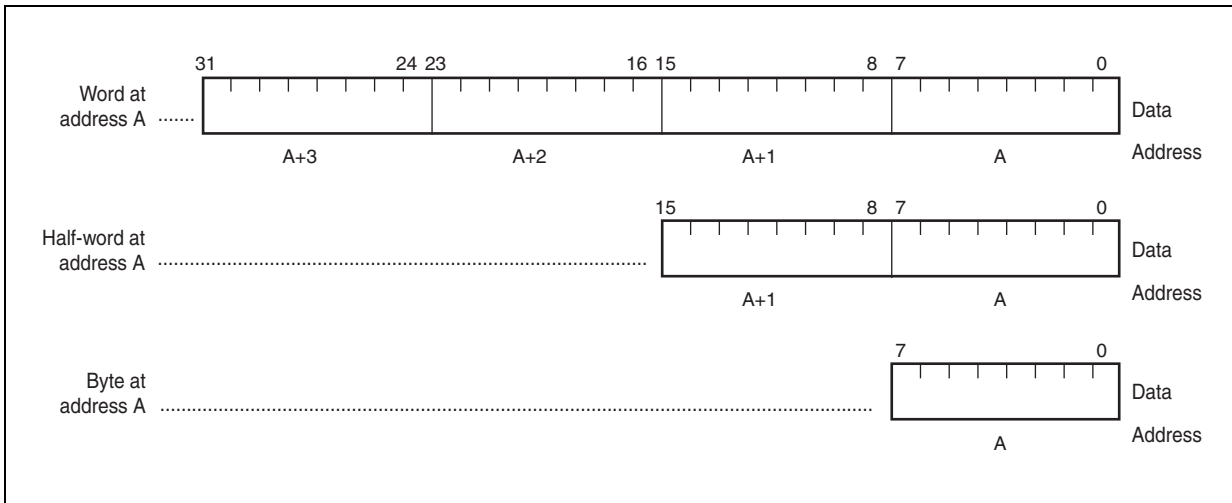 31 24 23 16 15 8 7 0
Word at
address A ....... Data
A+3 A+2 A+1 A Address
15 8 7 0
Half-word at
address A ............................................................................................ Data
A+1 A Address
7 0
Byte at
address A ........................................................................................................................................ Data
A Address